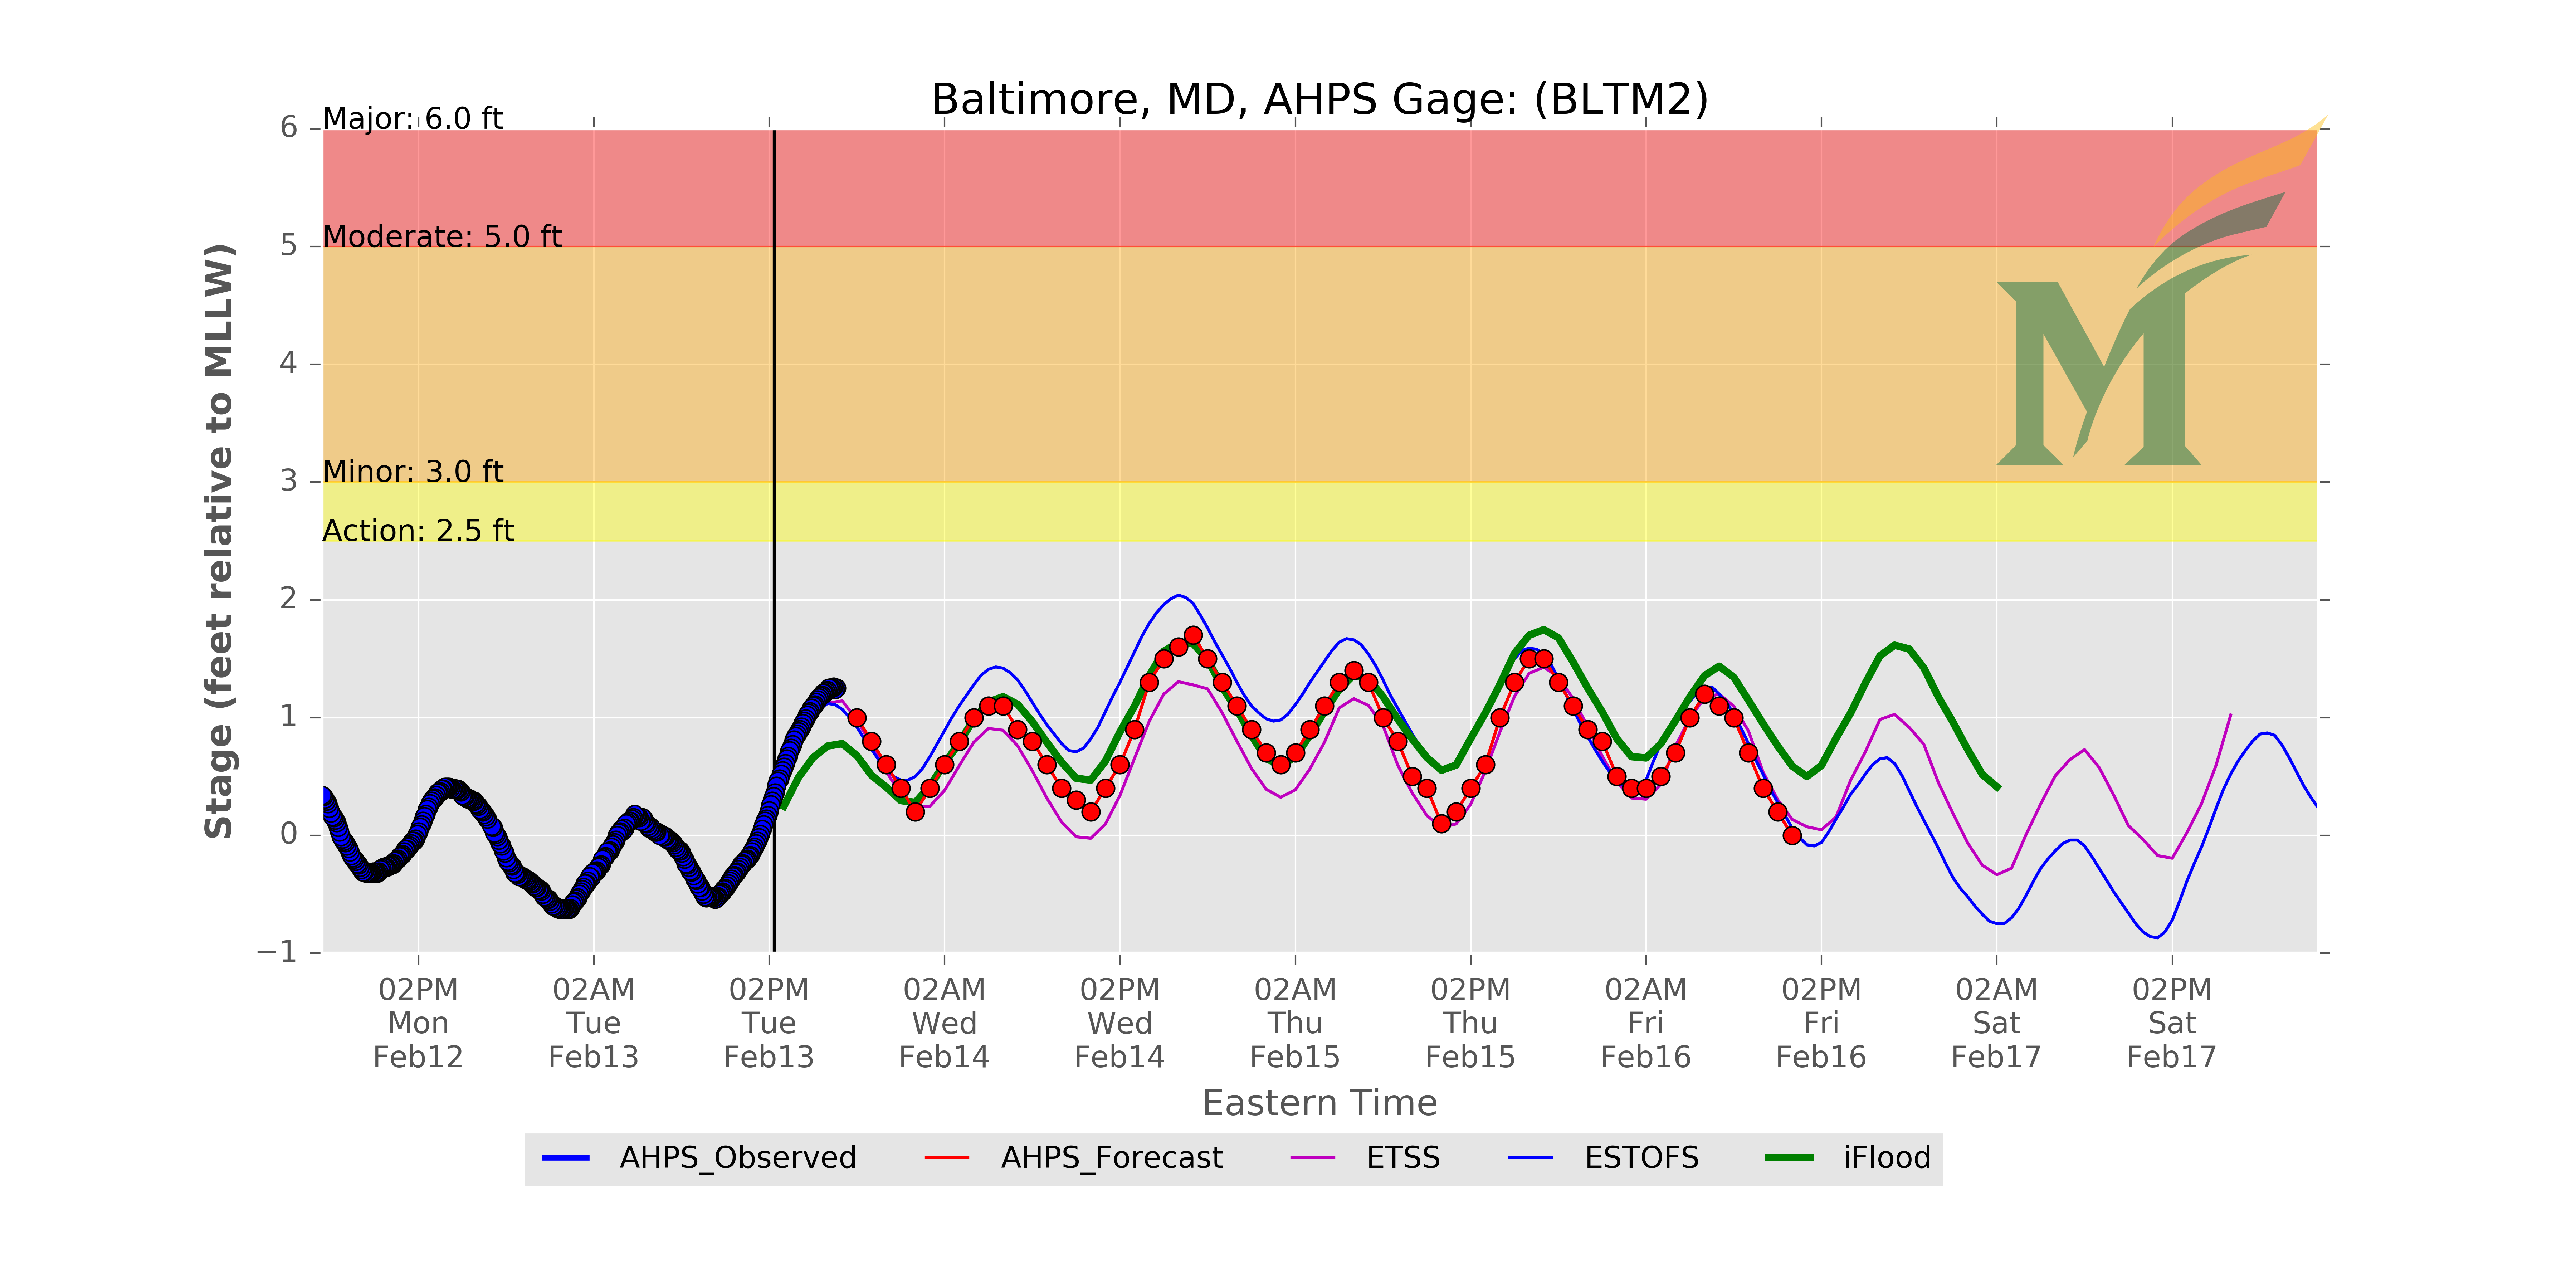 Baltimore, MD, AHPS Gage: (BLTM2)
Major: 6.0 ft
Moderate: 5.0 ft
Minor: 3.0 ft
Action: 2.5 ft
6
5
4
3
2
1
0
−1
Stage (feet relative to MLLW)
02PM Mon Feb12
02AM Tue Feb13
02PM Tue Feb13
02AM Wed Feb14
02PM Wed Feb14
02AM Thu Feb15
02PM Thu Feb15
02AM Fri Feb16
02PM Fri Feb16
02AM Sat Feb17
02PM Sat Feb17
Eastern Time
AHPS_Observed
AHPS_Forecast
ETSS
ESTOFS
iFlood
M